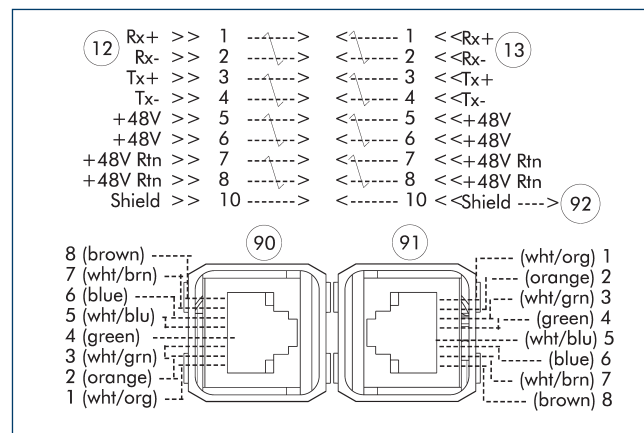 12 Rx+ >> 1 -----> <----- 1 <<Rx+ 13
Rx- >> 2 -----> <----- 2 <<Rx-
Tx+ >> 3 -----> <----- 3 <<Tx+
Tx- >> 4 -----> <----- 4 <<Tx-
+48V >> 5 -----> <----- 5 <<+48V
+48V >> 6 -----> <----- 6 <<+48V
+48V Rtn >> 7 -----> <----- 7 <<+48V Rtn
+48V Rtn >> 8 -----> <----- 8 <<+48V Rtn
Shield >> 10 -----> <----- 10 <<Shield ----> 92
90
91
8 (brown)
7 (wht/brn)
6 (blue)
5 (wht/blu)
4 (green)
3 (wht/grn)
2 (orange)
1 (wht/org)
(wht/org) 1
(orange) 2
(wht/grn) 3
(green) 4
(wht/blu) 5
(blue) 6
(wht/brn) 7
(brown) 8